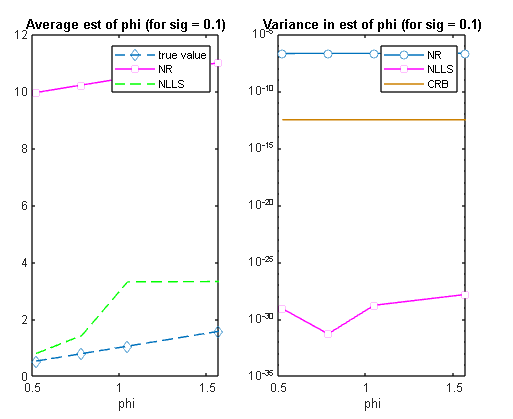 Average est of phi (for sig = 0.1)
Variance in est of phi (for sig = 0.1)
12
10
8
6
4
2
0
0.5
1
1.5
phi
true value
NR
NLLS
10^-5
10^-10
10^-15
10^-20
10^-25
10^-30
10^-35
0.5
1
1.5
phi
NR
NLLS
CRB